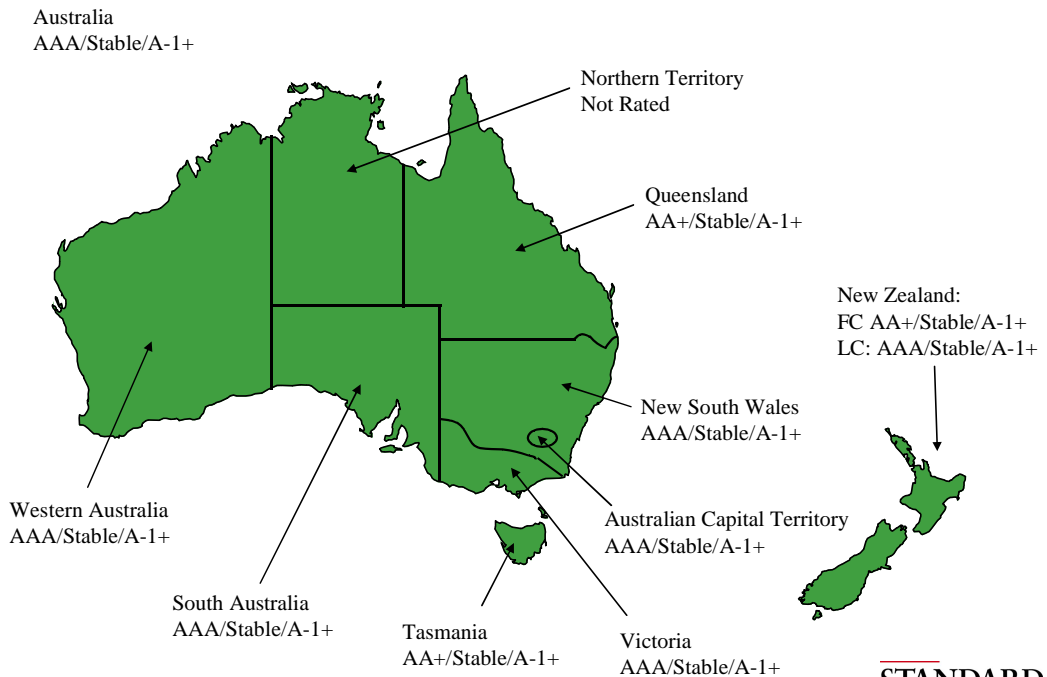 Australia
AAA/Stable/A-1+
Northern Territory
Not Rated
Queensland
AA+/Stable/A-1+
New Zealand:
FC AA+/Stable/A-1+
LC: AAA/Stable/A-1+
New South Wales
AAA/Stable/A-1+
Western Australia
AAA/Stable/A-1+
Australian Capital Territory
AAA/Stable/A-1+
South Australia
AAA/Stable/A-1+
Tasmania
AA+/Stable/A-1+
Victoria
AAA/Stable/A-1+
STANDARD